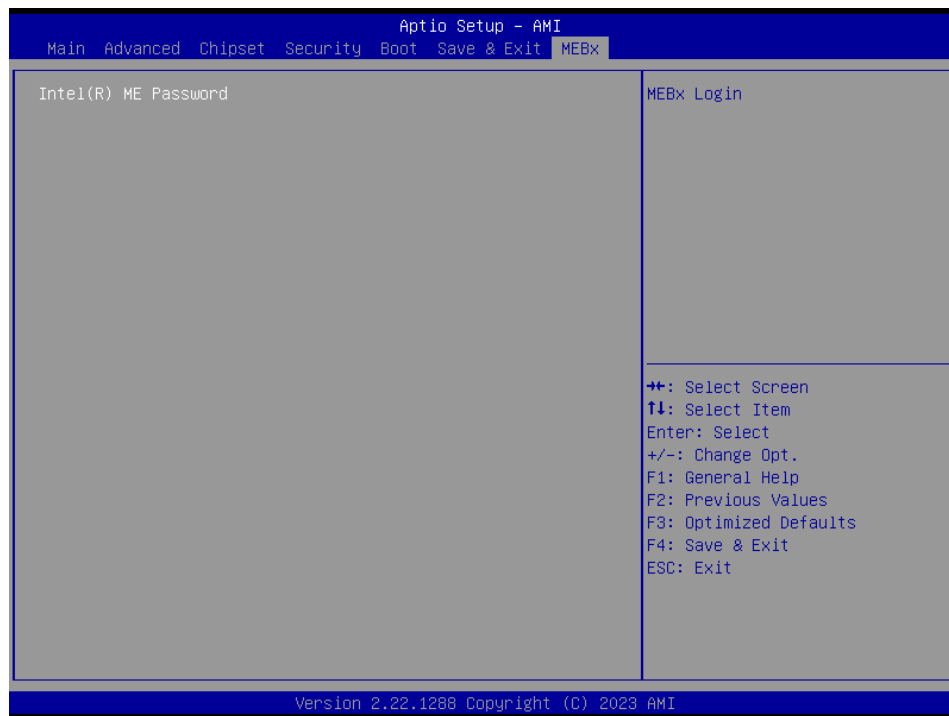 Aptio Setup – AMI
Main Advanced Chipset Security Boot Save & Exit MEBx
Intel(R) ME Password
MEBx Login
→←: Select Screen
↑↓: Select Item
Enter: Select
+/-: Change Opt.
F1: General Help
F2: Previous Values
F3: Optimized Defaults
F4: Save & Exit
ESC: Exit
Version 2.22.1288 Copyright (C) 2023 AMI